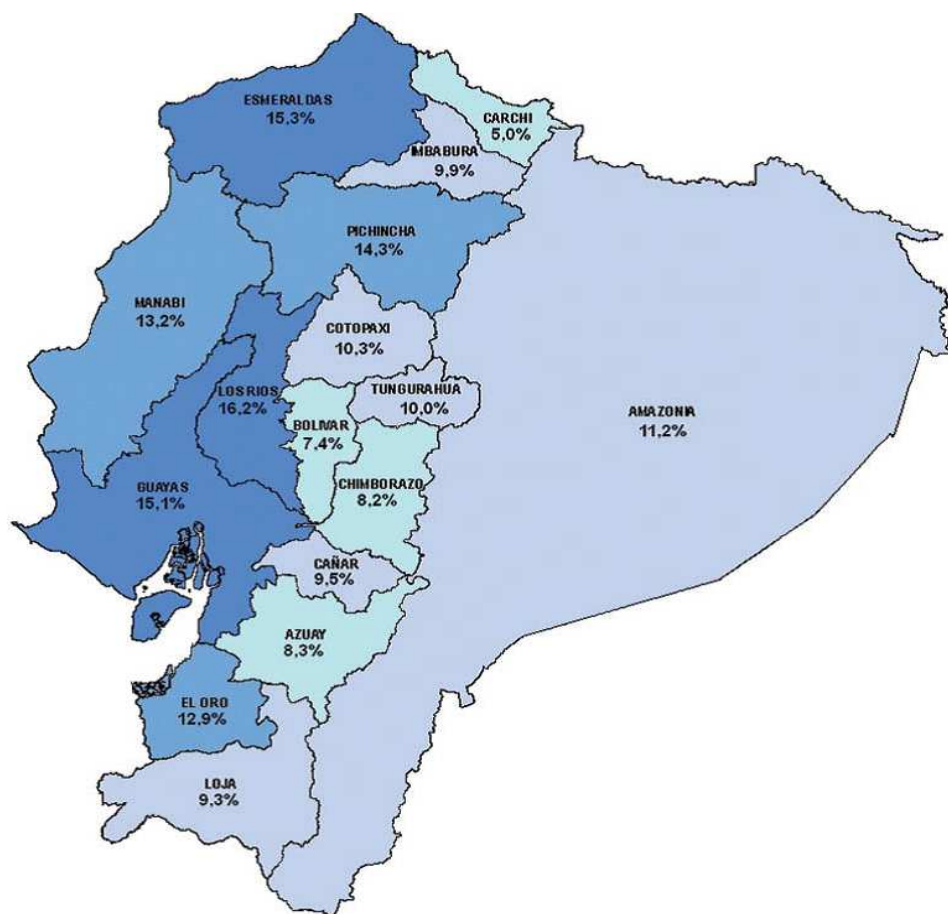 ESMERALDAS
15,3%
CARCHI
5,0%
IMBABURA
9,9%
PICHINCHA
14,3%
MANABI
13,2%
COTOPAXI
10,3%
LOS RIOS
16,2%
TUNGURAHUA
10,0%
BOLIVAR
7,4%
AMAZONIA
11,2%
GUAYAS
15,1%
CHIMBORAZO
8,2%
CAÑAR
9,5%
AZUAY
8,3%
EL ORO
12,9%
LOJA
9,3%